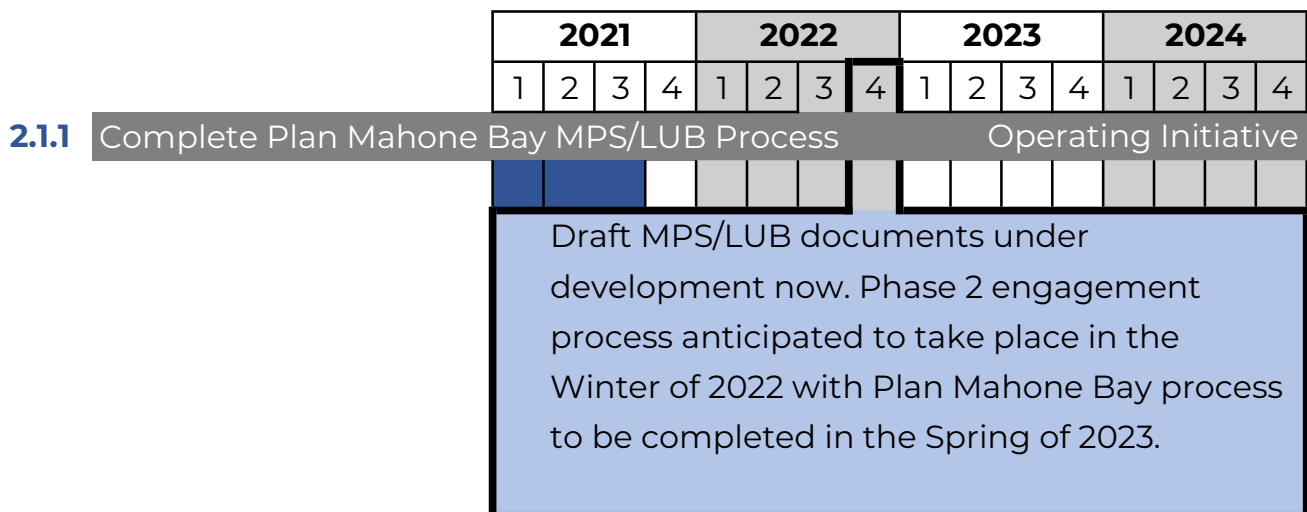 2021 2022 2023 2024
1 2 3 4 1 2 3 4 1 2 3 4 1 2 3 4
2.1.1 Complete Plan Mahone Bay MPS/LUB Process Operating Initiative
Draft MPS/LUB documents under
development now. Phase 2 engagement
process anticipated to take place in the
Winter of 2022 with Plan Mahone Bay process
to be completed in the Spring of 2023.